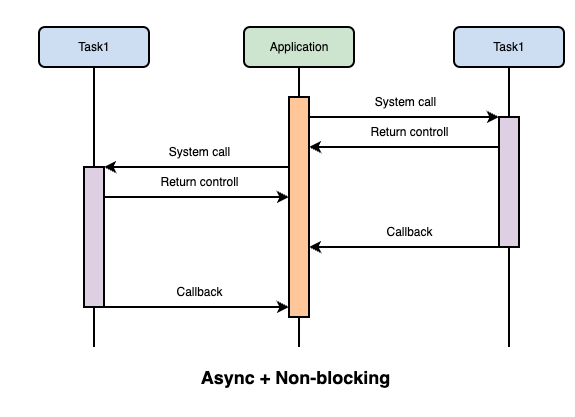 Task1
Application
Task1
System call
Return controll
System call
Return controll
Callback
Callback
Async + Non-blocking